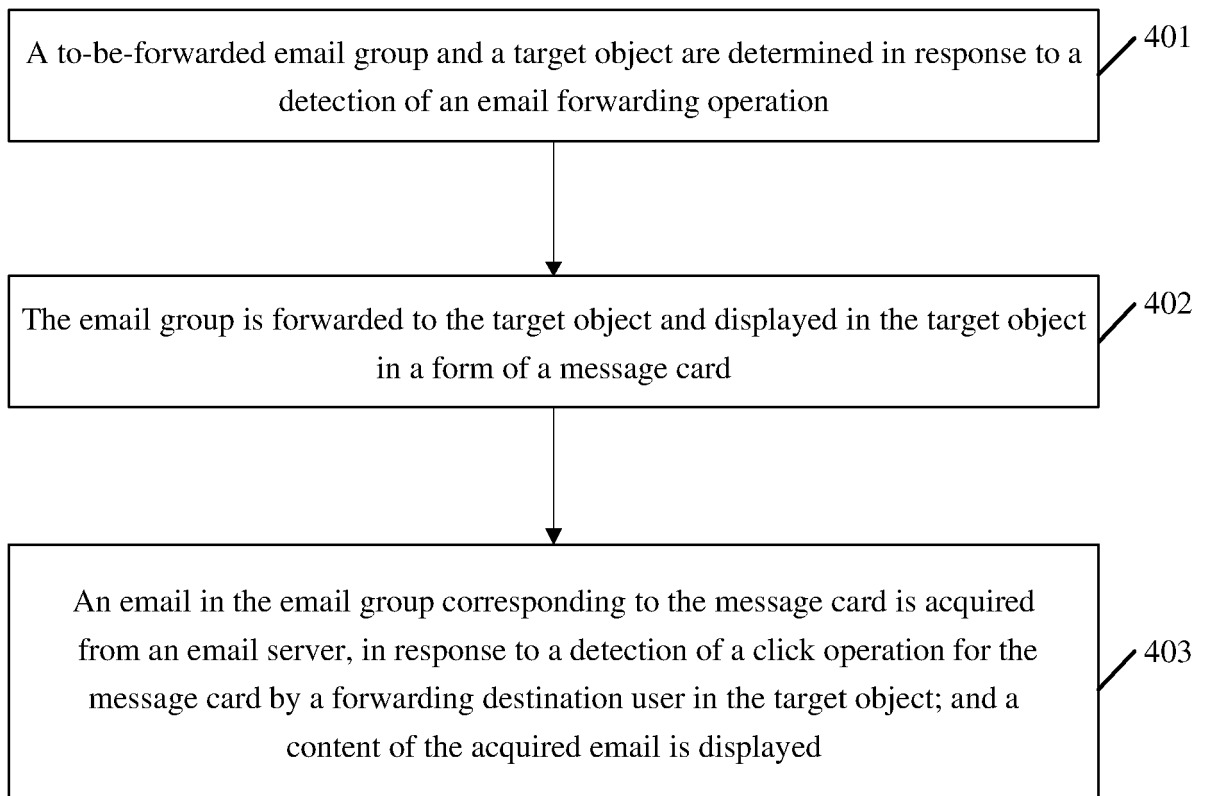 A to-be-forwarded email group and a target object are determined in response to a
detection of an email forwarding operation
401
The email group is forwarded to the target object and displayed in the target object
in a form of a message card
402
An email in the email group corresponding to the message card is acquired
from an email server, in response to a detection of a click operation for the
message card by a forwarding destination user in the target object; and a
content of the acquired email is displayed
403